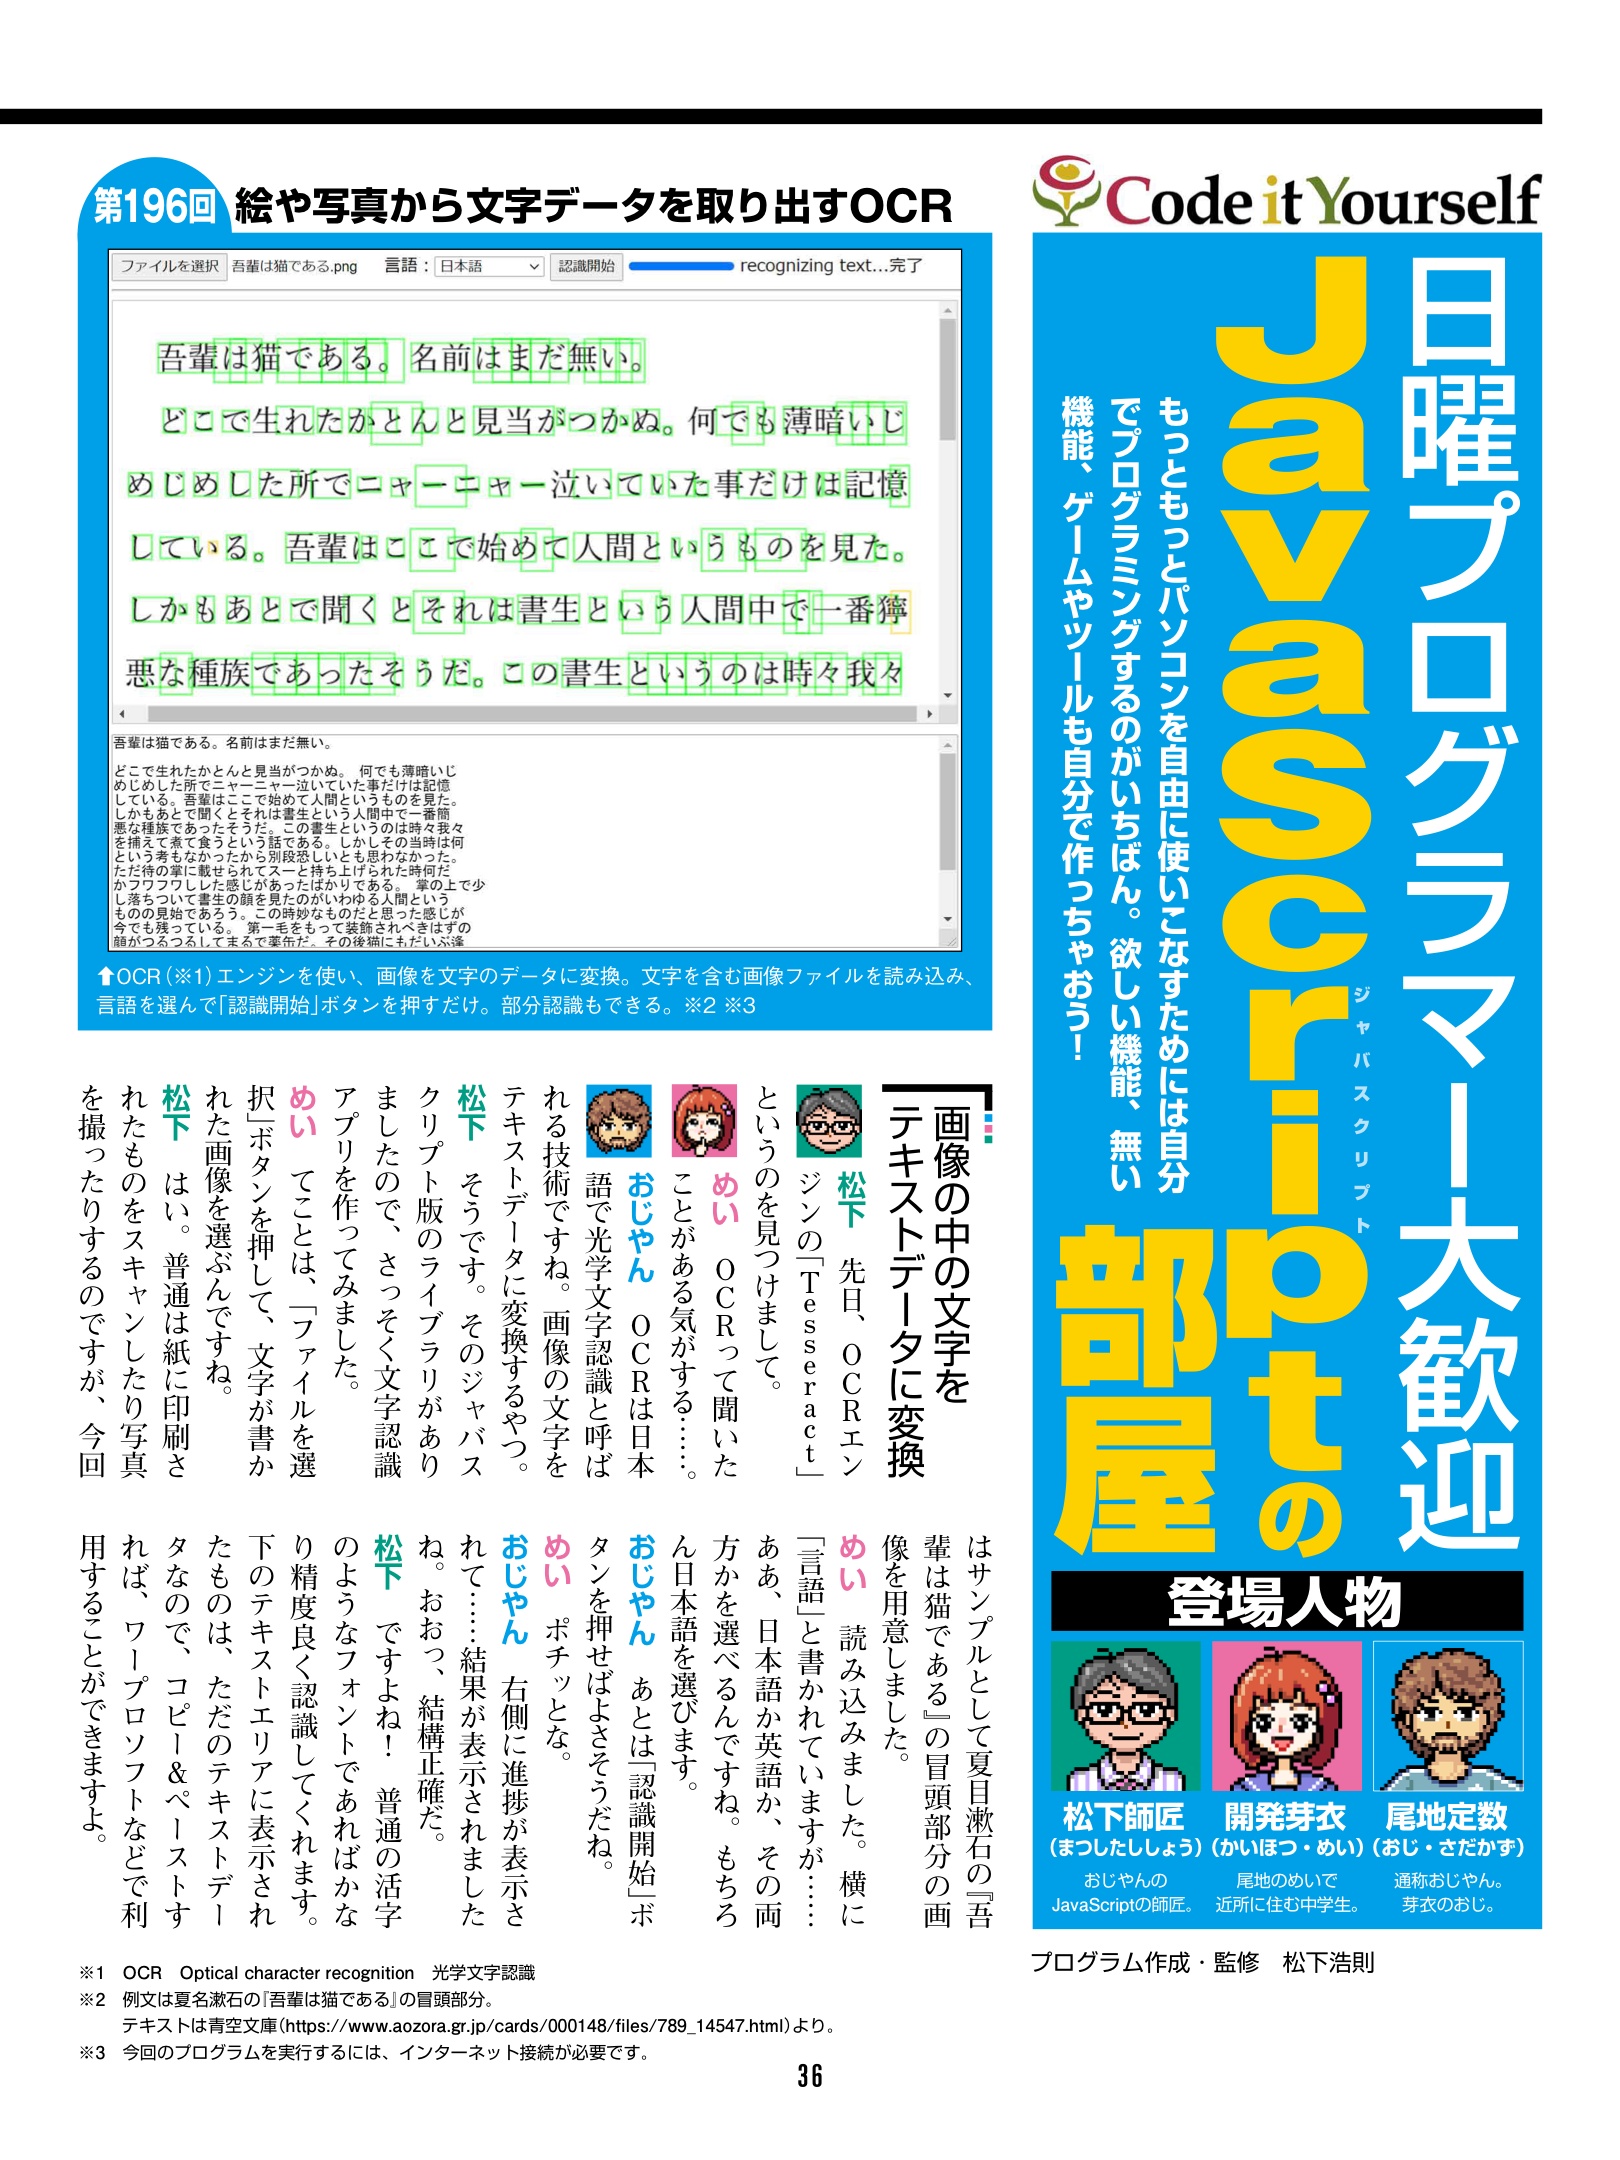 Code it Yourself
日曜プログラマー大歓迎
JavaScriptの
ジャバスクリプト
部屋
もっともっとパソコンを自由に使いこなすためには自分
でプログラミングするのがいちばん。欲しい機能、無い
機能、ゲームやツールも自分で作っちゃおう！
登場人物
松下師匠
(まつしたししょう)
おじやんの
JavaScriptの師匠。
開発芽衣
(かいほつ・めい)
尾地のめいで
近所に住む中学生。
尾地定数
(おじ・さだかず)
通称おじやん。
芽衣のおじ。
プログラム作成・監修　松下浩則
第196回 絵や写真から文字データを取り出すOCR
ファイルを選択 吾輩は猫である.png 言語： 日本語 認識開始 recognizing text...完了
吾輩は猫である。名前はまだ無い。
どこで生れたかとんと見当がつかぬ。何でも薄暗いじ
めじめした所でニャーニャー泣いていた事だけは記憶
している。吾輩はここで始めて人間というものを見た。
しかもあとで聞くとそれは書生という人間中で一番獰
悪な種族であったそうだ。この書生というのは時々我々
吾輩は猫である。名前はまだ無い。
どこで生れたかとんと見当がつかぬ。 何でも薄暗いじ
めじめした所でニャーニャー泣いていた事だけは記憶
している。吾輩はここで始めて人間というものを見た。
しかもあとで聞くとそれは書生という人間中で一番簡
悪な種族であったそうだ。この書生というのは時々我々
を捕えて煮て食うという話である。しかしその当時は何
という考もなかったから別段恐しいとも思わなかった。
ただ待の掌に載せられてスーと持ち上げられた時何だ
かフワフワしした感じがあったばかりである。 掌の上で少
し落ちついて書生の顔を見たのがいわゆる人間という
ものの見始であろう。この時妙なものだと思った感じが
今でも残っている。 第一毛をもって装飾されべきはずの
顔がつるつるしてまるで薬缶だ。その後猫にもだいぶ逢
⬆OCR(※1)エンジンを使い、画像を文字のデータに変換。文字を含む画像ファイルを読み込み、
言語を選んで「認識開始」ボタンを押すだけ。部分認識もできる。※2 ※3
画像の中の文字を
テキストデータに変換
松下　先日、OCRエン
ジンの「Tesseract」
というのを見つけまして。
めい　OCRって聞いた
ことがある気がする……。
おじやん　OCRは日本
語で光学文字認識と呼ば
れる技術ですね。画像の文字を
テキストデータに変換するやつ。
松下　そうです。そのジャバス
クリプト版のライブラリがあり
ましたので、さっそく文字認識
アプリを作ってみました。
めい　てことは、「ファイルを選
択」ボタンを押して、文字が書か
れた画像を選ぶんですね。
松下　はい。普通は紙に印刷さ
れたものをスキャンしたり写真
を撮ったりするのですが、今回
はサンプルとして夏目漱石の『吾
輩は猫である』の冒頭部分の画
像を用意しました。
めい　読み込みました。横に
「言語」と書かれていますが……
ああ、日本語か英語か、その両
方かを選べるんですね。もちろ
ん日本語を選びます。
おじやん　あとは「認識開始」ボ
タンを押せばよさそうだね。
めい　ポチッとな。
おじやん　右側に進捗が表示さ
れて……結果が表示されました
ね。おおっ、結構正確だ。
松下　ですよね！　普通の活字
のようなフォントであればかな
り精度良く認識してくれます。
下のテキストエリアに表示され
たものは、ただのテキストデー
タなので、コピー＆ペーストす
れば、ワープロソフトなどで利
用することができますよ。
※1　OCR　Optical character recognition　光学文字認識
※2　例文は夏名漱石の『吾輩は猫である』の冒頭部分。
テキストは青空文庫(https://www.aozora.gr.jp/cards/000148/files/789_14547.html)より。
※3　今回のプログラムを実行するには、インターネット接続が必要です。
36